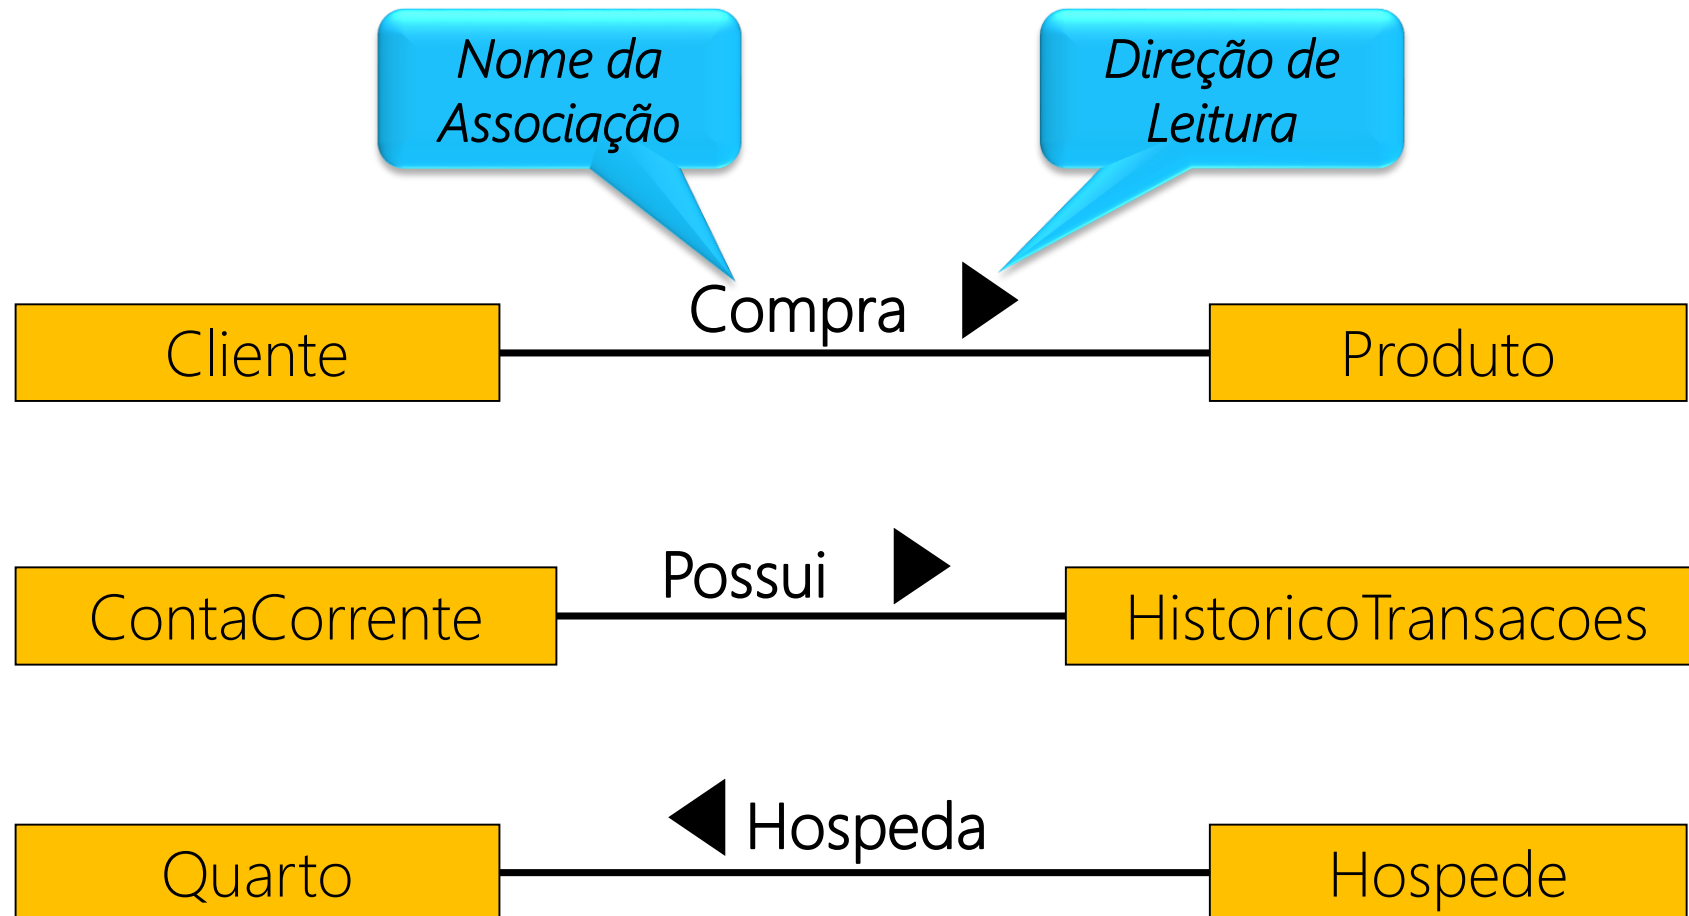 Nome da
Associação
Direção de
Leitura
Compra
Cliente
Produto
Possui
ContaCorrente
HistoricoTransacoes
Hospeda
Quarto
Hospede